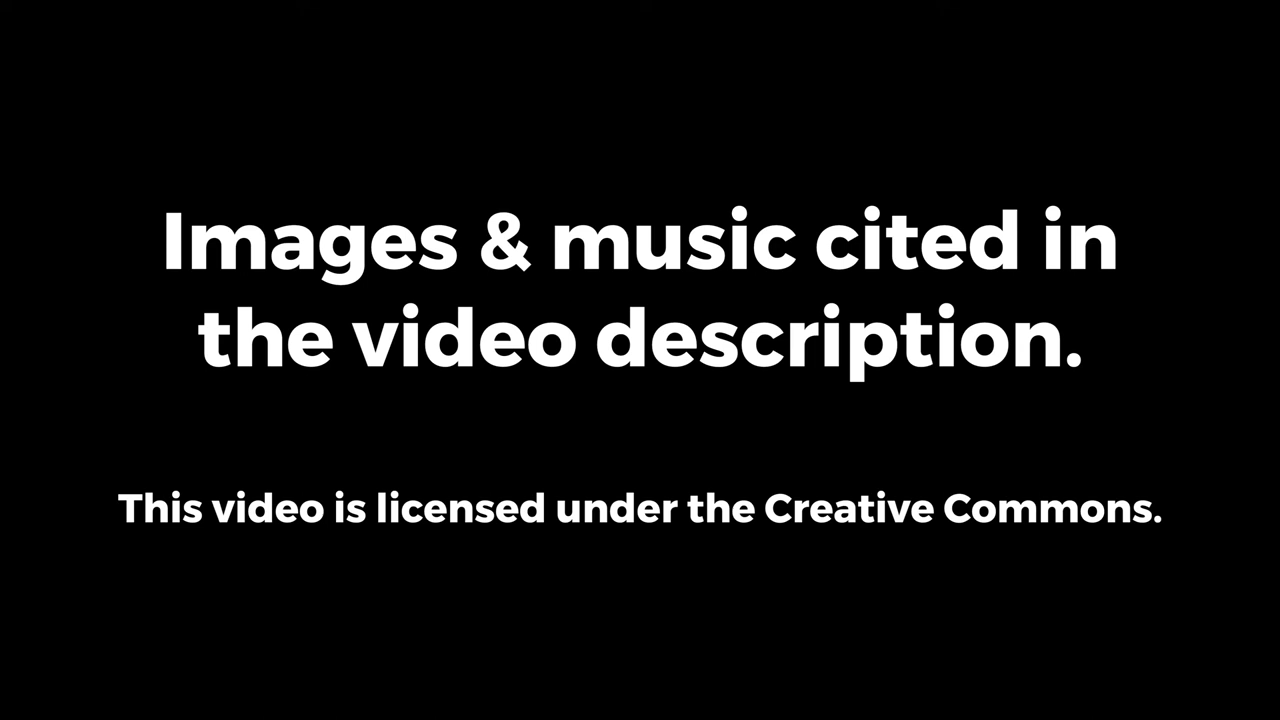 Images & music cited in
the video description.
This video is licensed under the Creative Commons.